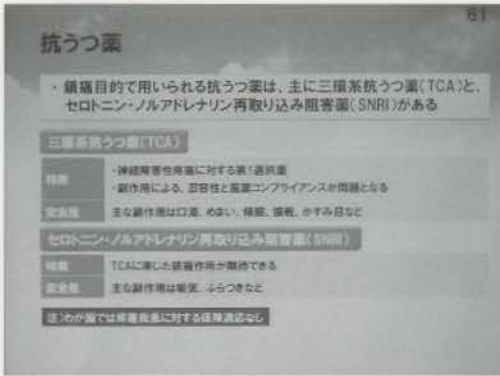 61
抗うつ薬
・鎮痛目的で用いられる抗うつ薬は、主に三環系抗うつ薬(TCA)と、
セロトニン・ノルアドレナリン再取り込み阻害薬(SNRI)がある
三環系抗うつ薬(TCA)
特徴
・神経障害性疼痛に対する第1選択薬
・副作用による、忍容性と服薬コンプライアンスが問題となる
安全性 主な副作用は口渇、めまい、傾眠、振戦、かすみ目など
セロトニン・ノルアドレナリン再取り込み阻害薬(SNRI)
特徴 TCAに準じた鎮痛作用が期待できる
安全性 主な副作用は嘔気、ふらつきなど
注)わが国では疼痛疾患に対する保険適応なし